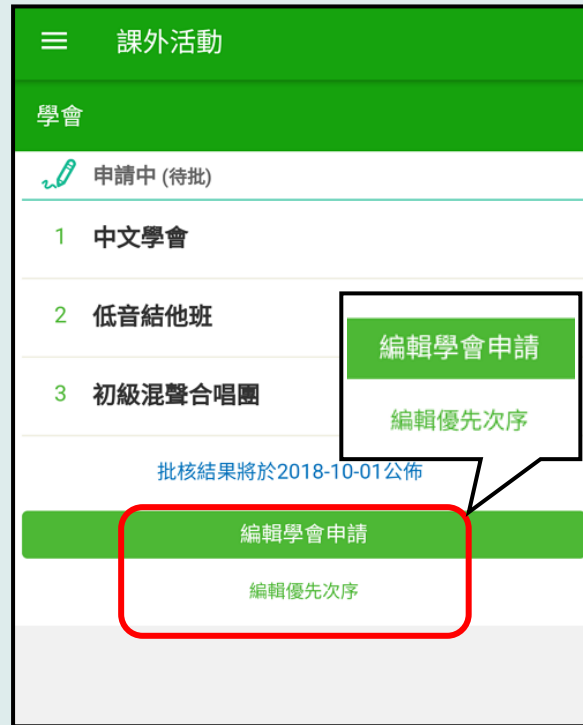 課外活動
學會
申請中 (待批)
1 中文學會
2 低音結他班
3 初級混聲合唱團
編輯學會申請
編輯優先次序
批核結果將於2018-10-01公佈
編輯學會申請
編輯優先次序